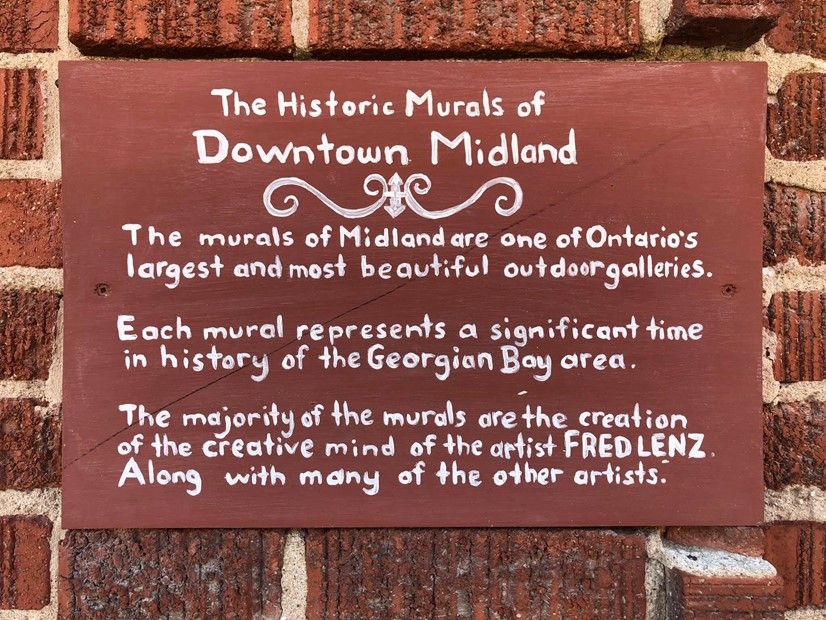 The Historic Murals of
Downtown Midland
The murals of Midland are one of Ontario's
largest and most beautiful outdoor galleries.
Each mural represents a significant time
in history of the Georgian Bay area.
The majority of the murals are the creation
of the creative mind of the artist FRED LENZ.
Along with many of the other artists.